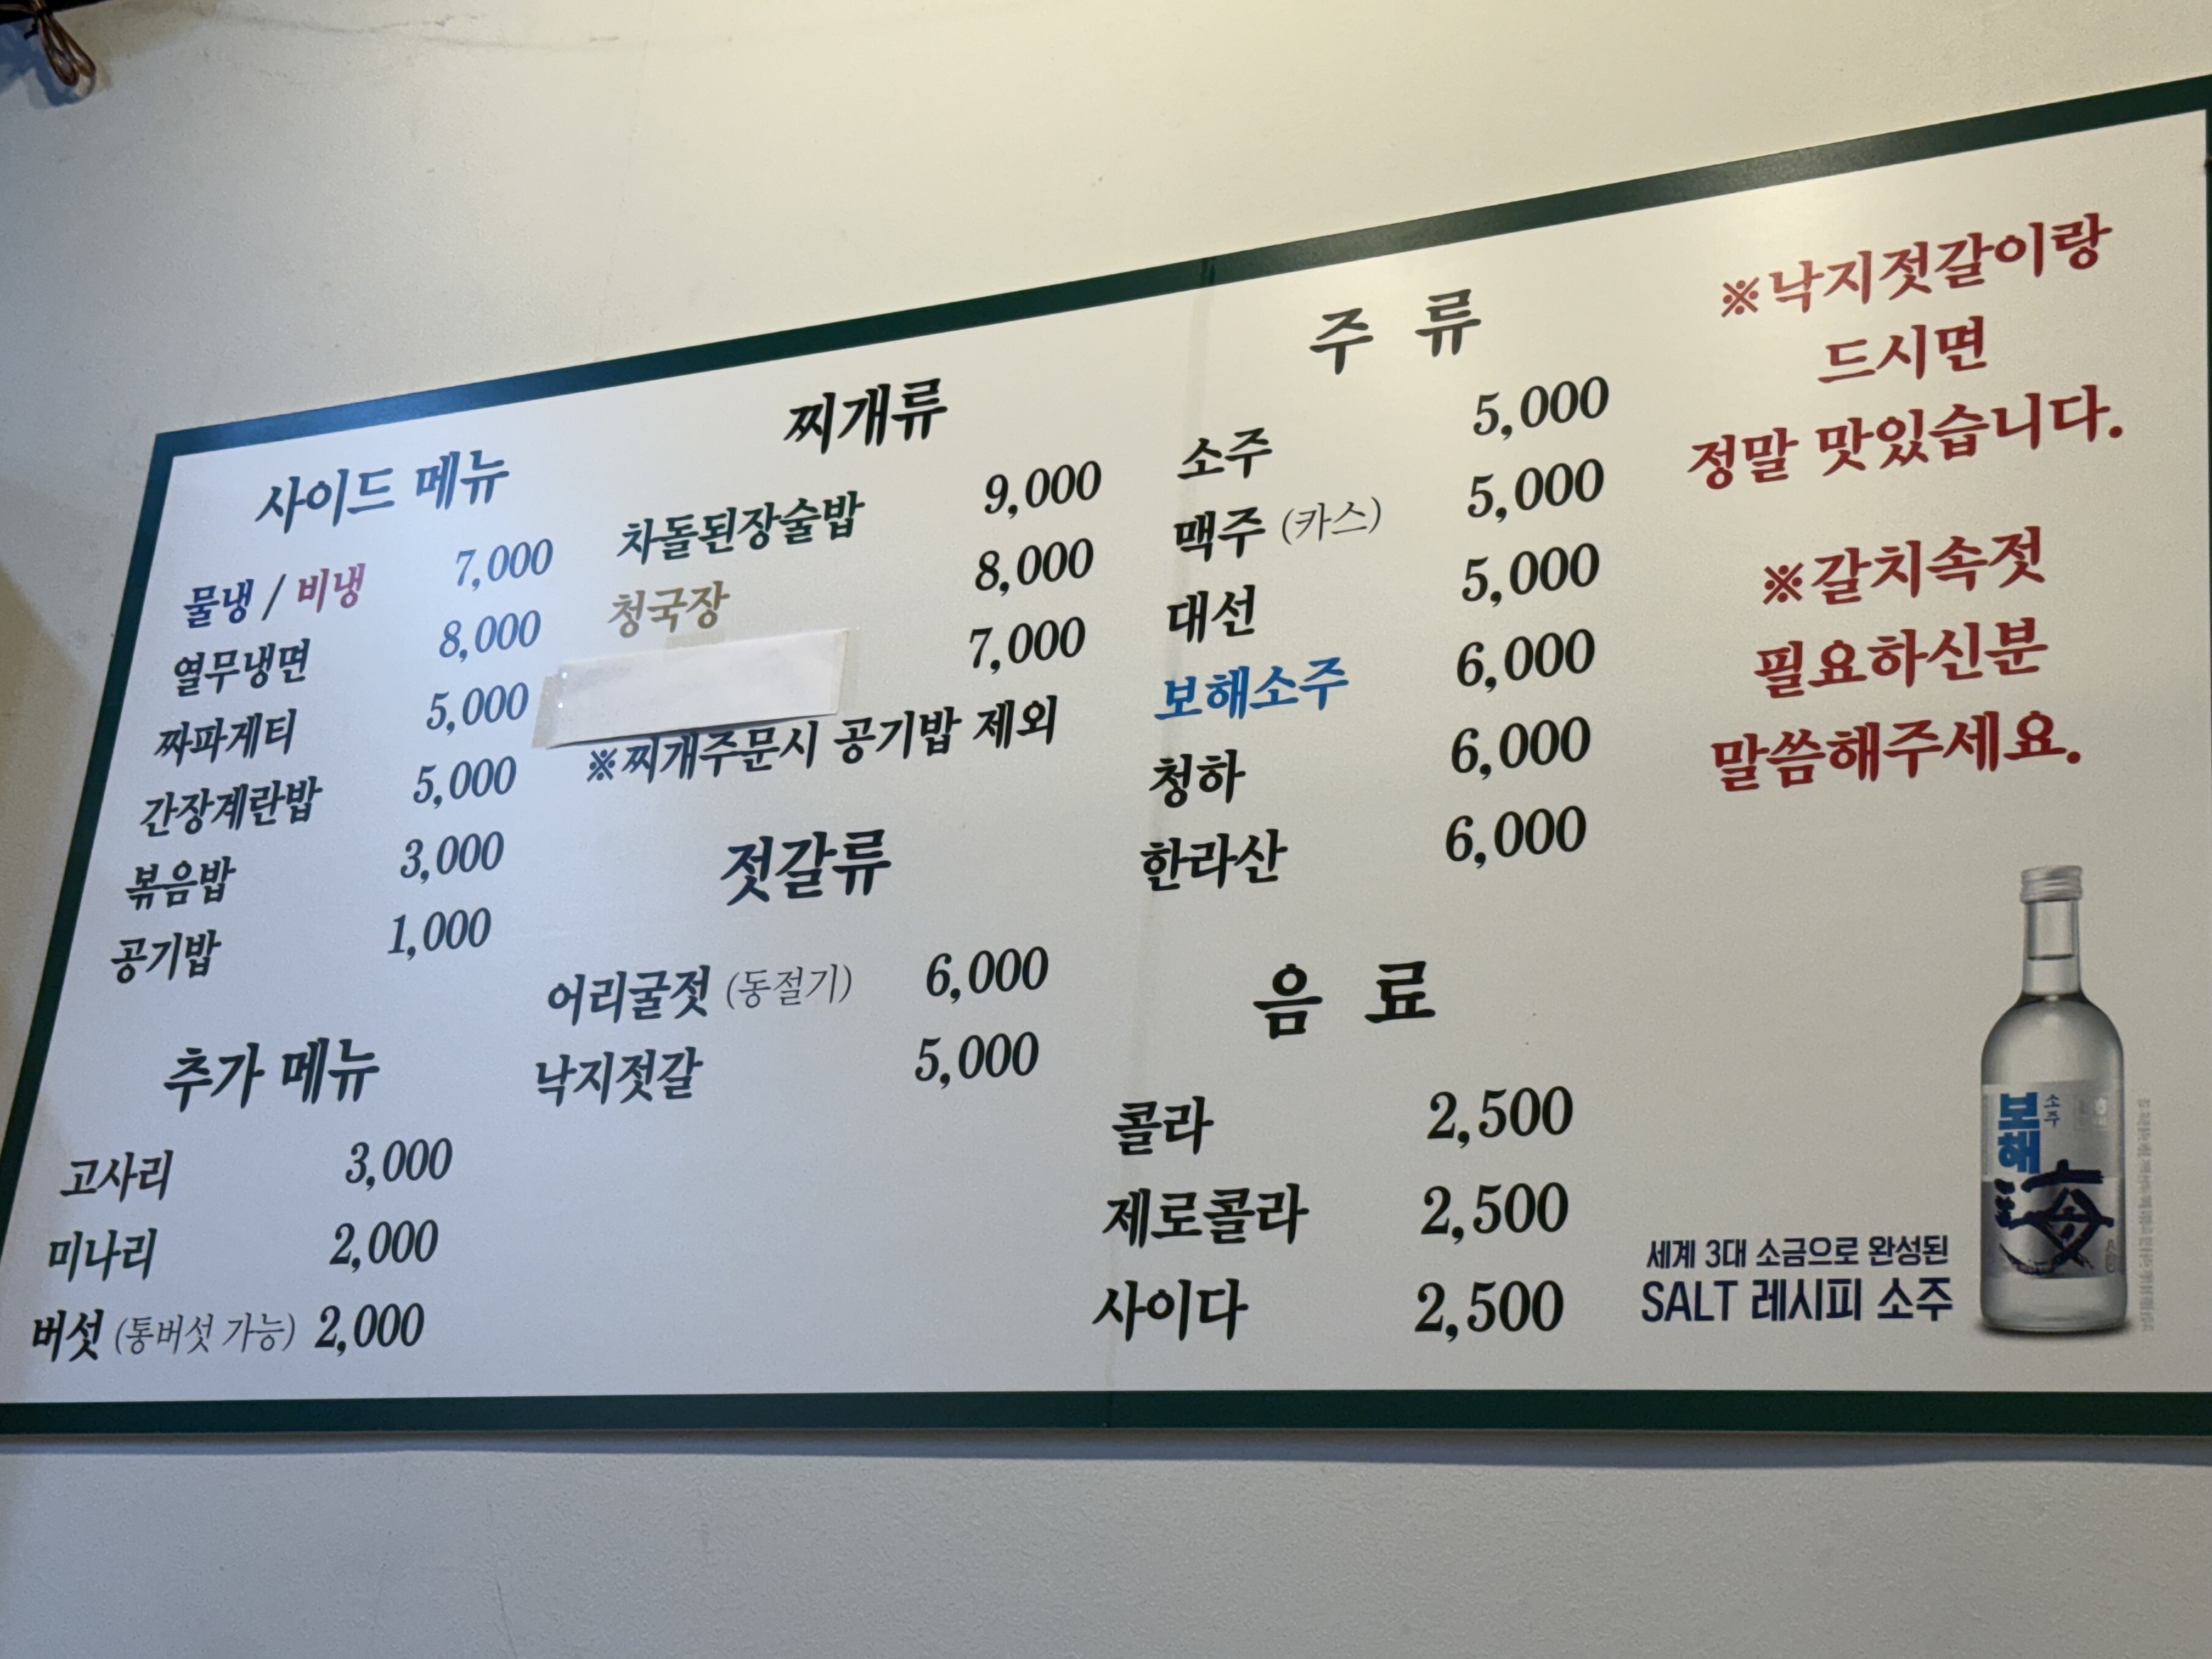 사이드 메뉴
물냉 / 비냉 7,000
열무냉면 8,000
짜파게티 5,000
간장계란밥 5,000
볶음밥 3,000
공기밥 1,000
추가 메뉴
고사리 3,000
미나리 2,000
버섯 (통버섯 가능) 2,000
찌개류
차돌된장술밥 9,000
청국장 8,000
7,000
※찌개주문시 공기밥 제외
젓갈류
어리굴젓 (동절기) 6,000
낙지젓갈 5,000
주 류
소주 5,000
맥주 (카스) 5,000
대선 5,000
보해소주 6,000
청하 6,000
한라산 6,000
음 료
콜라 2,500
제로콜라 2,500
사이다 2,500
※낙지젓갈이랑
드시면
정말 맛있습니다.
※갈치속젓
필요하신분
말씀해주세요.
세계 3대 소금으로 완성된
SALT 레시피 소주
보해
소주